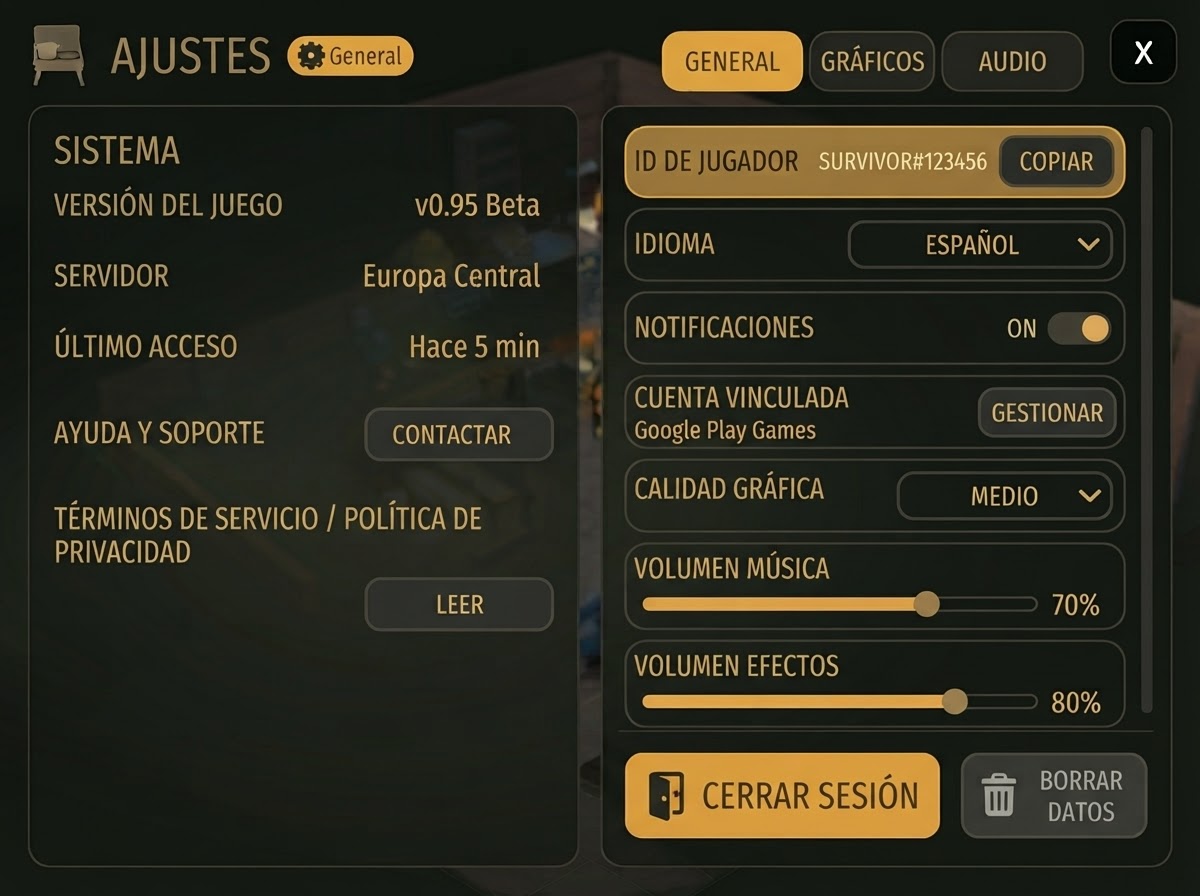 AJUSTES
General
GENERAL
GRÁFICOS
AUDIO
X
SISTEMA
VERSIÓN DEL JUEGO
v0.95 Beta
SERVIDOR
Europa Central
ÚLTIMO ACCESO
Hace 5 min
AYUDA Y SOPORTE
CONTACTAR
TÉRMINOS DE SERVICIO / POLÍTICA DE
PRIVACIDAD
LEER
ID DE JUGADOR
SURVIVOR#123456
COPIAR
IDIOMA
ESPAÑOL
NOTIFICACIONES
ON
CUENTA VINCULADA
Google Play Games
GESTIONAR
CALIDAD GRÁFICA
MEDIO
VOLUMEN MÚSICA
70%
VOLUMEN EFECTOS
80%
CERRAR SESIÓN
BORRAR
DATOS